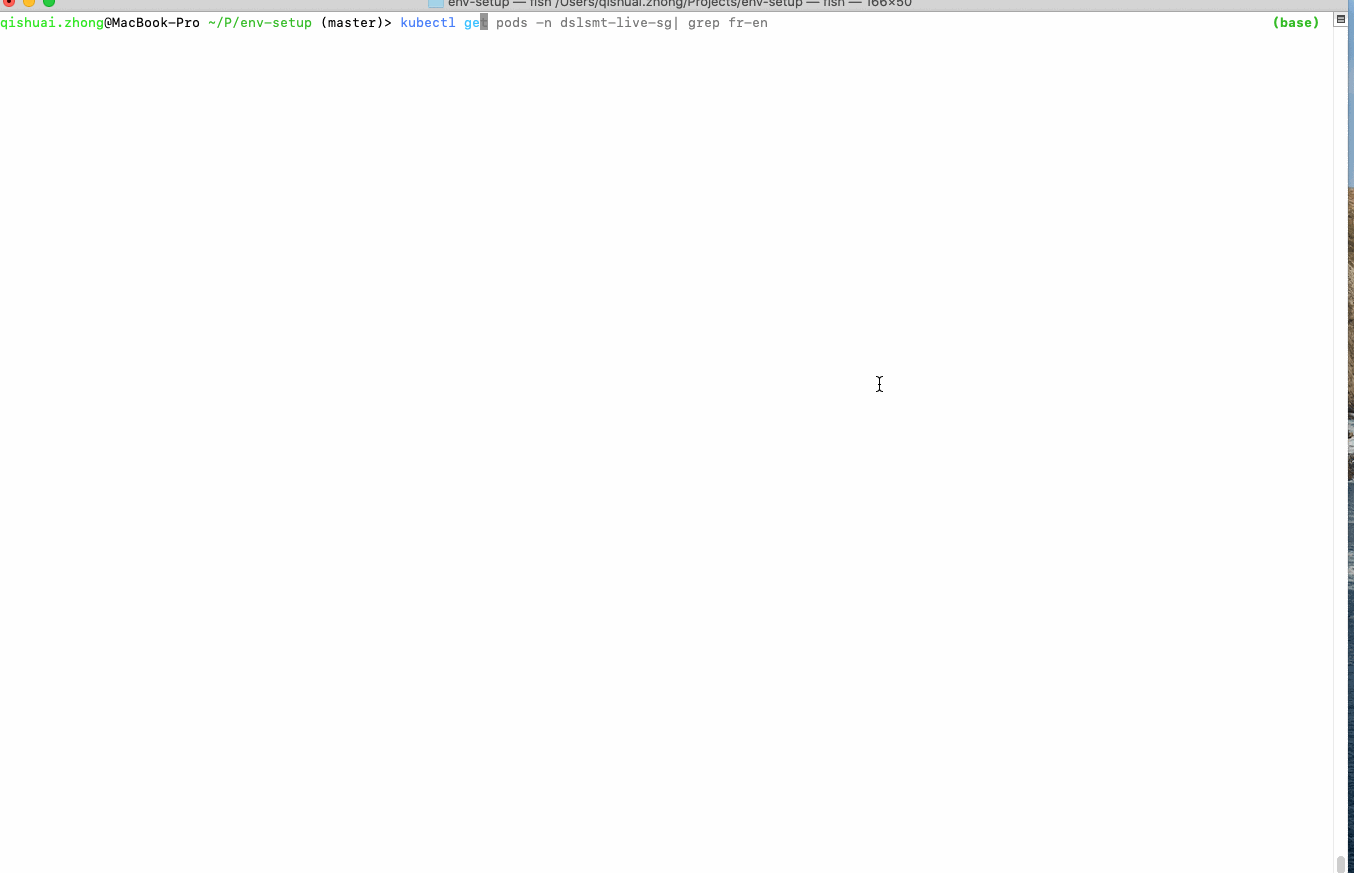 env-setup — fish /Users/qishuai.zhong/Projects/env-setup — fish — 166×50
qishuai.zhong@MacBook-Pro ~/P/env-setup (master)> kubectl get pods -n dslsmt-live-sg| grep fr-en (base)